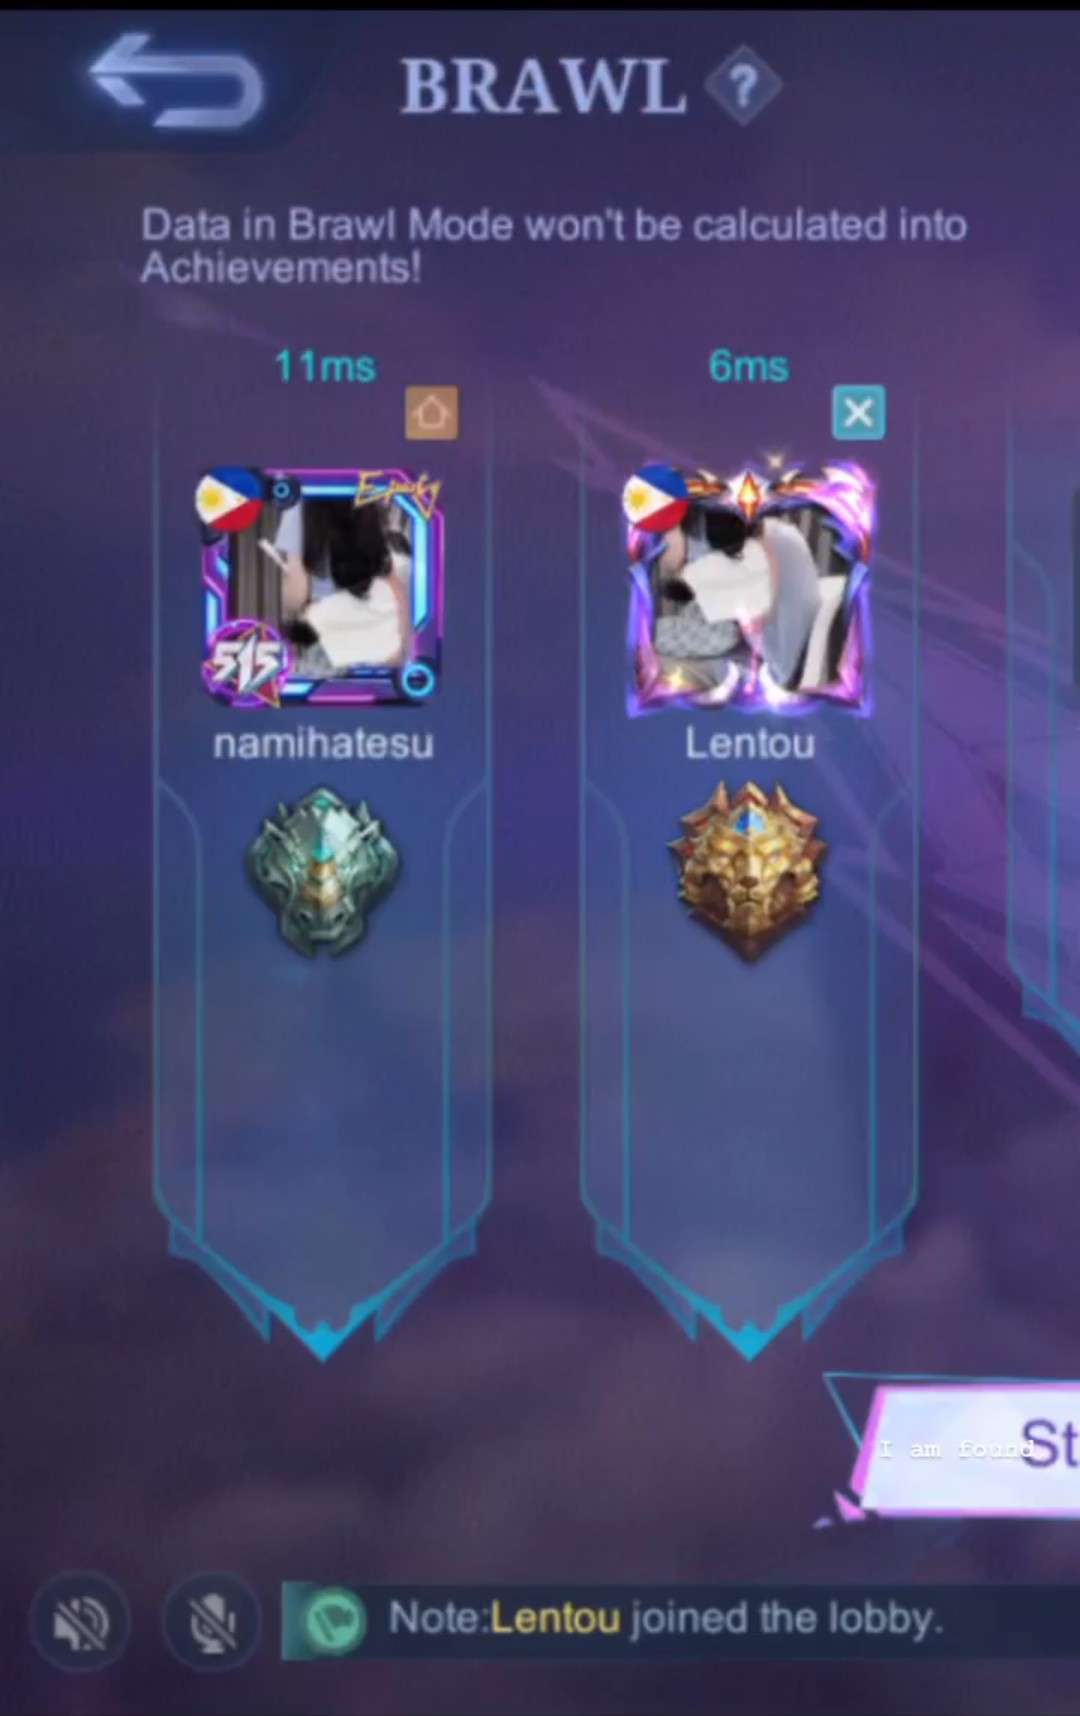 BRAWL ?
Data in Brawl Mode won't be calculated into
Achievements!
11ms
6ms
515
namihatesu
Lentou
I am found
St
Note:Lentou joined the lobby.